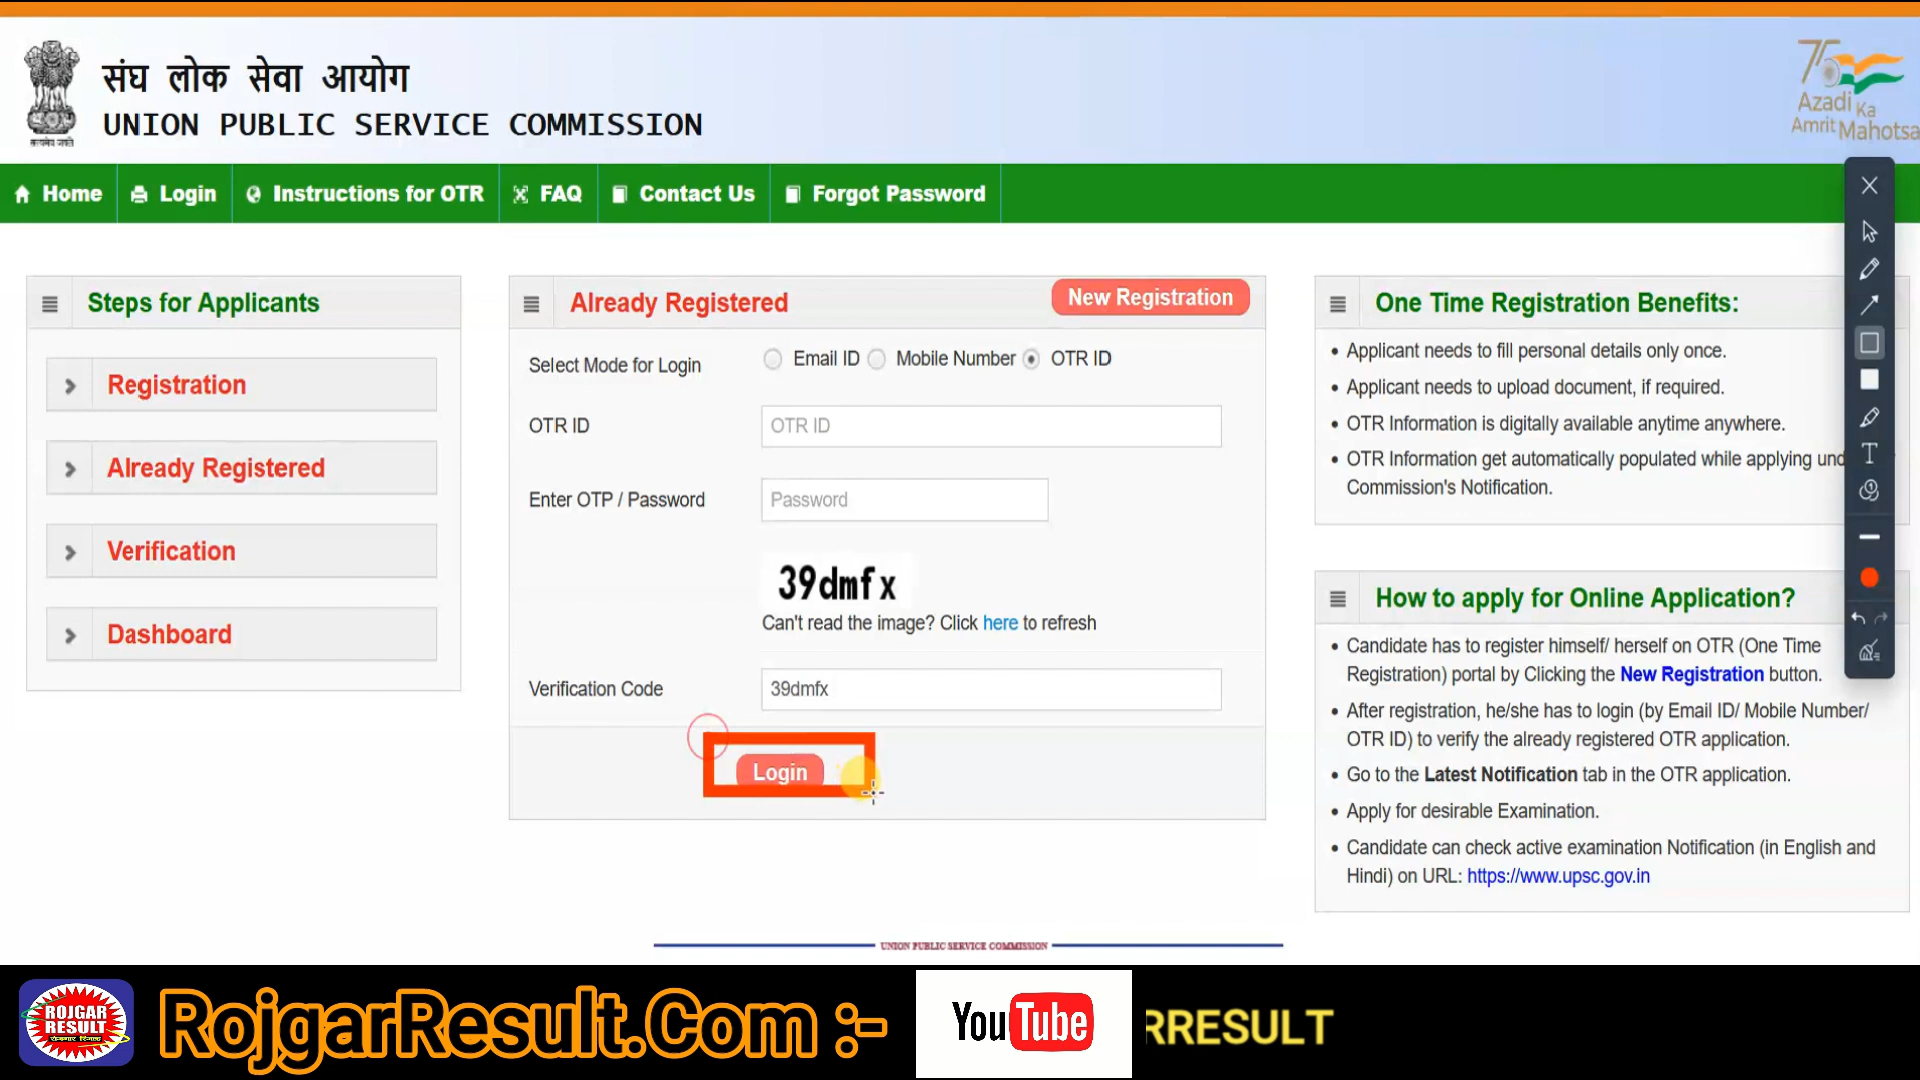 संघ लोक सेवा आयोग
UNION PUBLIC SERVICE COMMISSION
सत्यमेव जयते
75
Azadi Ka
Amrit Mahotsa
Home Login Instructions for OTR FAQ Contact Us Forgot Password
Steps for Applicants
Registration
Already Registered
Verification
Dashboard
Already Registered
New Registration
Select Mode for Login Email ID Mobile Number OTR ID
OTR ID OTR ID
Enter OTP / Password Password
39dmfx
Can't read the image? Click here to refresh
Verification Code 39dmfx
Login
One Time Registration Benefits:
• Applicant needs to fill personal details only once.
• Applicant needs to upload document, if required.
• OTR Information is digitally available anytime anywhere.
• OTR Information get automatically populated while applying und
Commission's Notification.
How to apply for Online Application?
• Candidate has to register himself/ herself on OTR (One Time
Registration) portal by Clicking the New Registration button.
• After registration, he/she has to login (by Email ID/ Mobile Number/
OTR ID) to verify the already registered OTR application.
• Go to the Latest Notification tab in the OTR application.
• Apply for desirable Examination.
• Candidate can check active examination Notification (in English and
Hindi) on URL: https://www.upsc.gov.in
UNION PUBLIC SERVICE COMMISSION
ROJGAR
RESULT
रोजगार रिजल्ट
RojgarResult.Com :-
YouTube
RRESULT